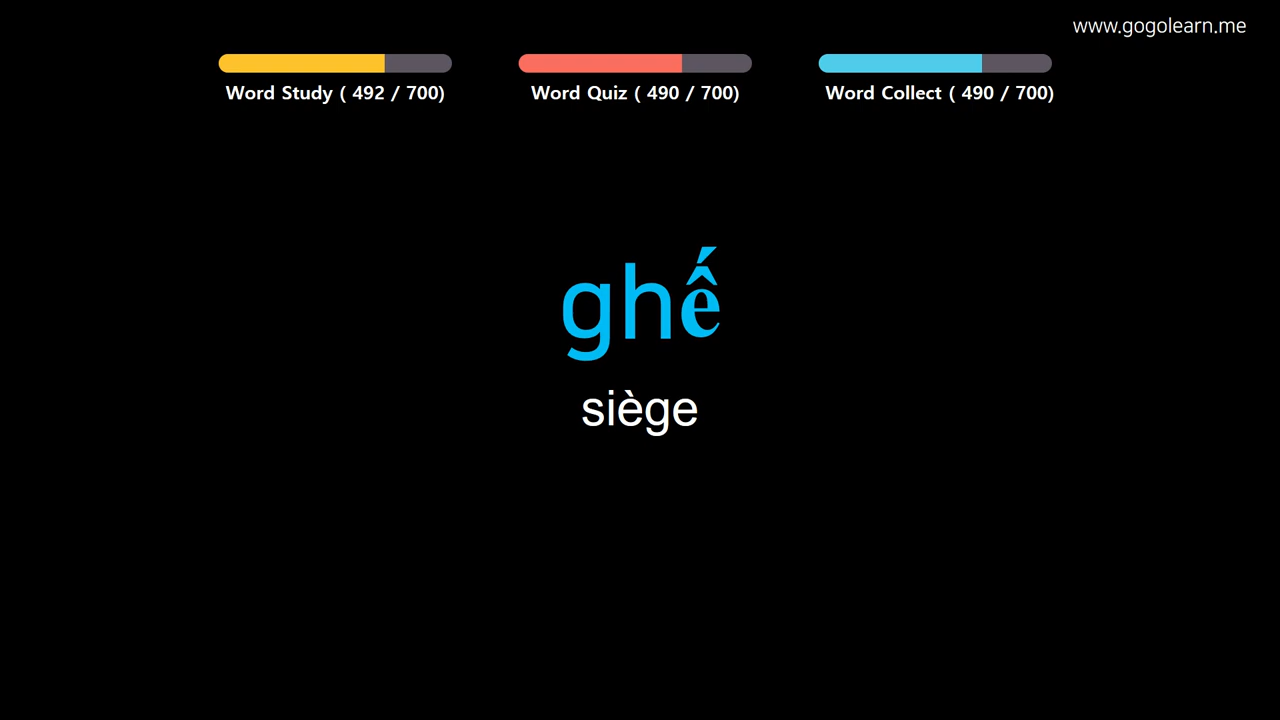 www.gogolearn.me
Word Study ( 492 / 700)
Word Quiz ( 490 / 700)
Word Collect ( 490 / 700)
ghế
siège